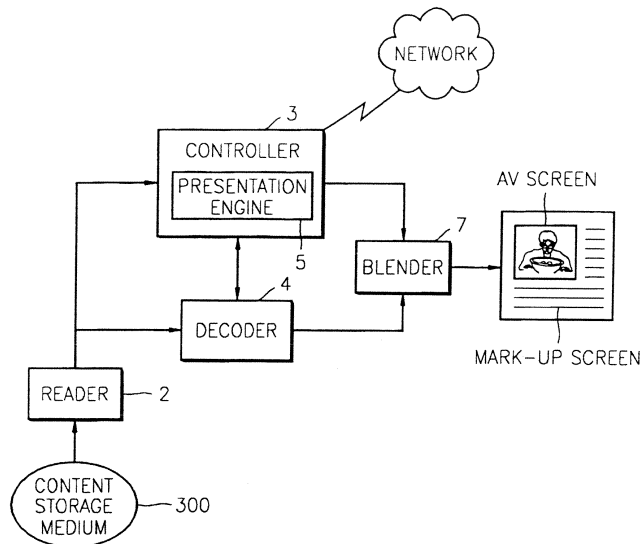 NETWORK
3
CONTROLLER
PRESENTATION
ENGINE
5
AV SCREEN
7
BLENDER
4
DECODER
MARK-UP SCREEN
READER
2
CONTENT
STORAGE
MEDIUM
300